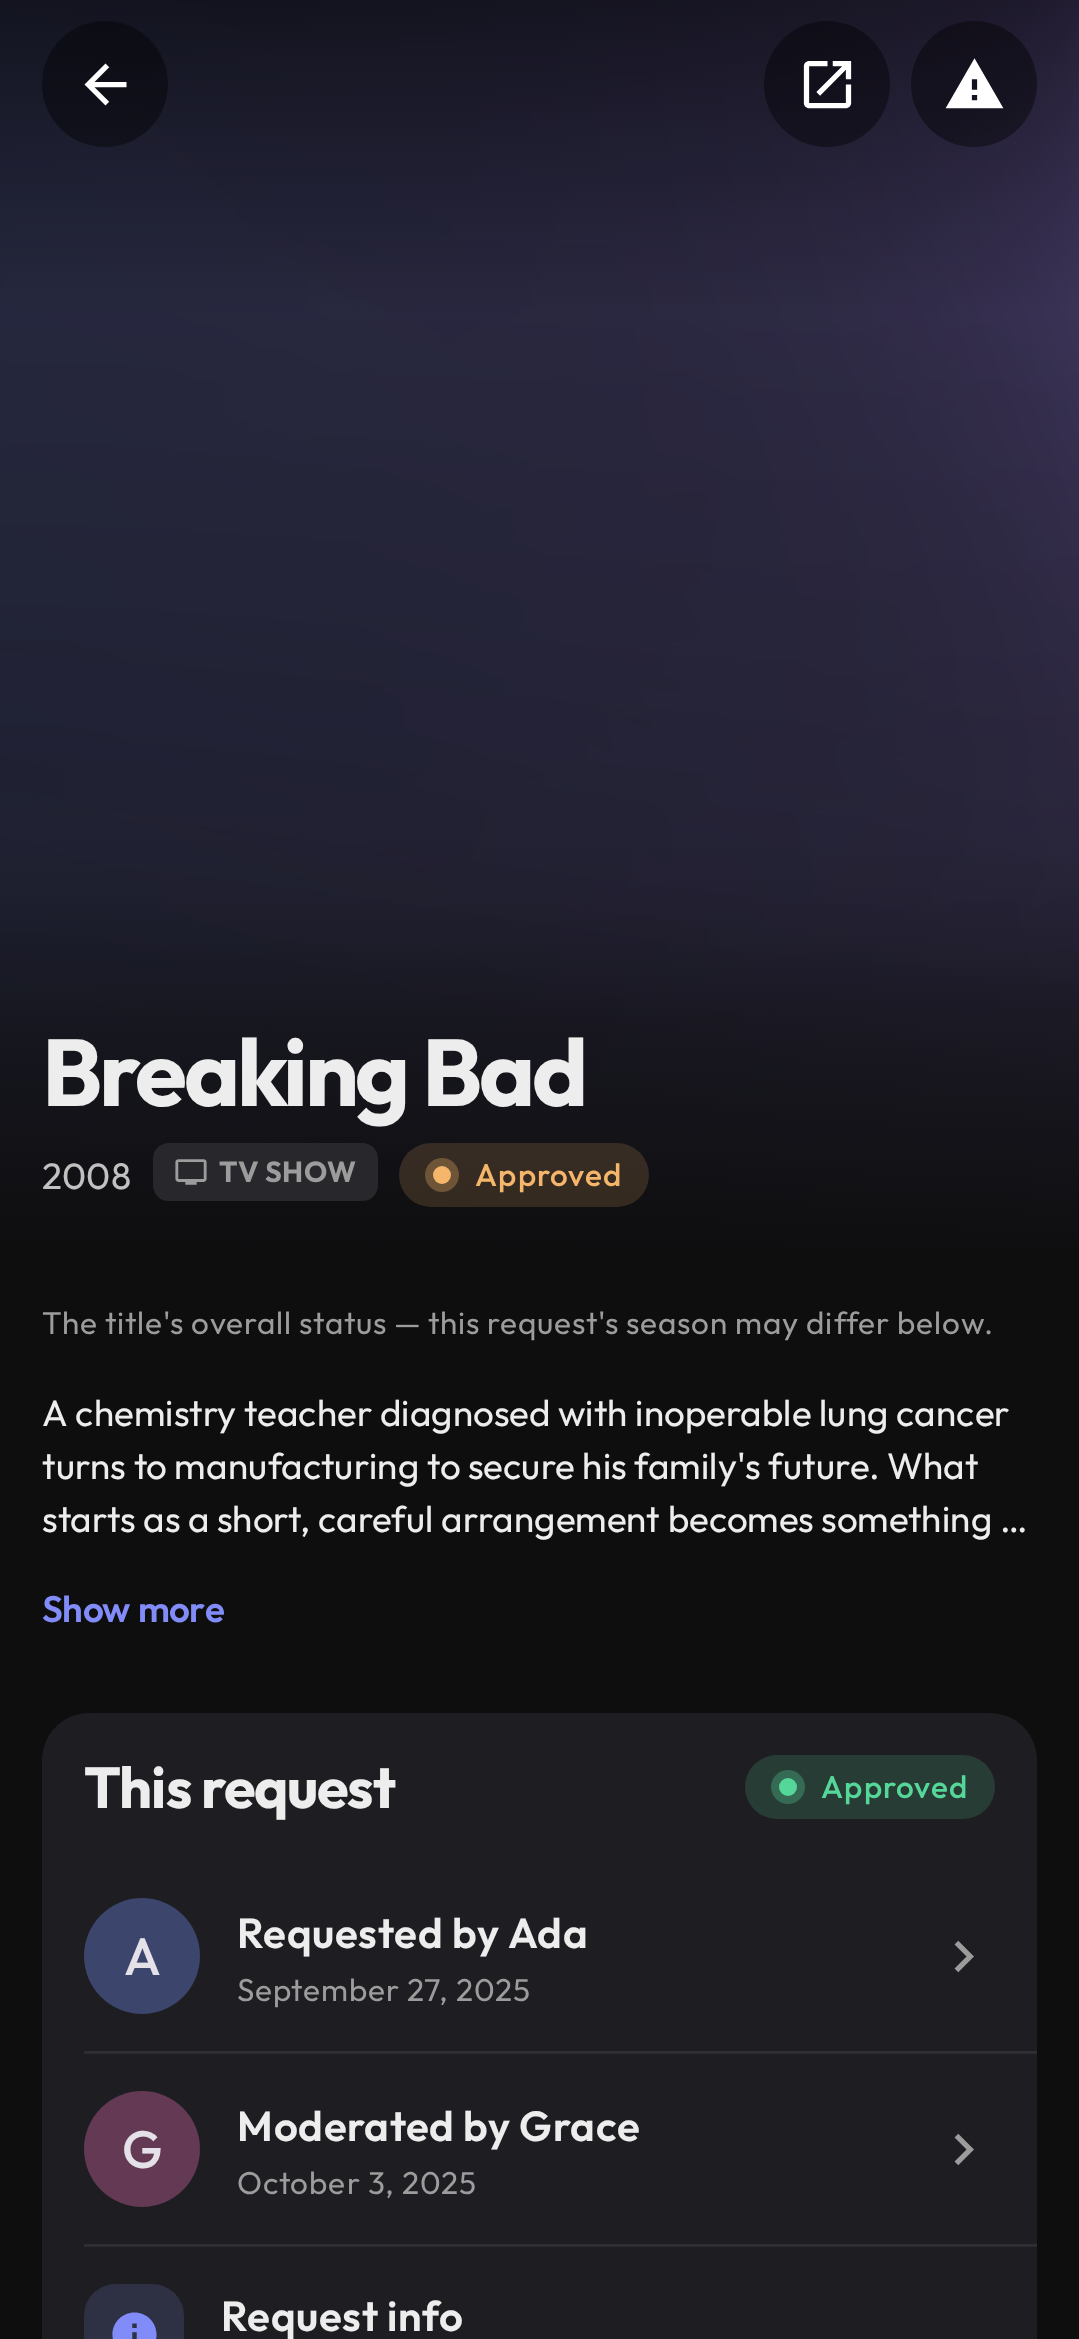 Breaking Bad
2008 TV SHOW Approved
The title's overall status — this request's season may differ below.
A chemistry teacher diagnosed with inoperable lung cancer
turns to manufacturing to secure his family's future. What
starts as a short, careful arrangement becomes something ...
Show more
This request Approved
A Requested by Ada
September 27, 2025
G Moderated by Grace
October 3, 2025
Request info